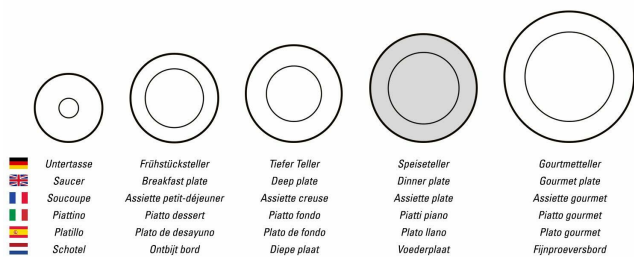 Untertasse Frühstücksteller Tiefer Teller Speiseteller Gourtmetteller
Saucer Breakfast plate Deep plate Dinner plate Gourmet plate
Soucoupe Assiette petit-déjeuner Assiette creuse Assiette plate Assiette gourmet
Piattino Piatto dessert Piatto fondo Piatti piano Piatto gourmet
Platillo Plato de desayuno Plato de fondo Plato llano Plato gourmet
Schotel Ontbijt bord Diepe plaat Voederplaat Fijnproeversbord